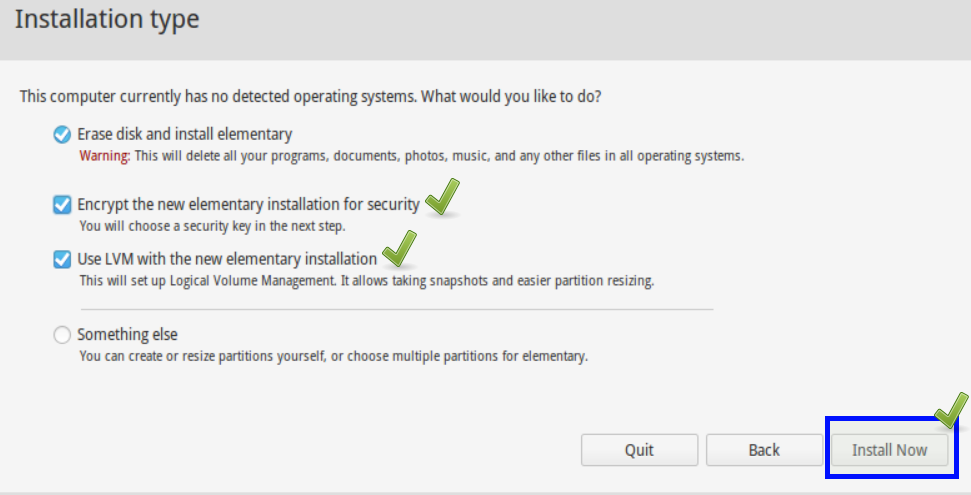 Installation type
This computer currently has no detected operating systems. What would you like to do?
Erase disk and install elementary
Warning: This will delete all your programs, documents, photos, music, and any other files in all operating systems.
Encrypt the new elementary installation for security
You will choose a security key in the next step.
Use LVM with the new elementary installation
This will set up Logical Volume Management. It allows taking snapshots and easier partition resizing.
Something else
You can create or resize partitions yourself, or choose multiple partitions for elementary.
Quit Back Install Now